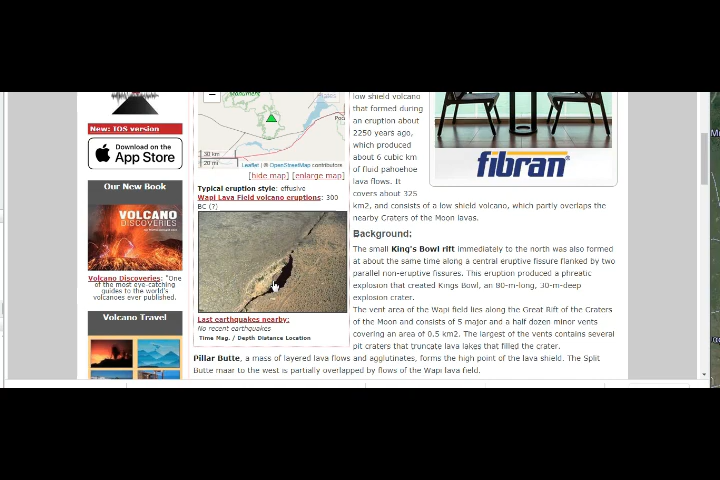 New: IOS version
Download on the
App Store
Our New Book
VOLCANO
DISCOVERIES
Volcano Discoveries: "One
of the most eye-catching
guides to the world's
volcanoes ever published.
Volcano Travel
−
Monument
30 km
20 mi
Leaflet | © OpenStreetMap contributors
[hide map] [enlarge map]
Typical eruption style: effusive
Wapi Lava Field volcano eruptions: 300
BC (?)
Last earthquakes nearby:
No recent earthquakes
Time Mag. / Depth Distance Location
low shield volcano
that formed during
an eruption about
2250 years ago,
which produced
about 6 cubic km
of fluid pahoehoe
lava flows. It
covers about 325
km2, and consists of a low shield volcano, which partly overlaps the
nearby Craters of the Moon lavas.
fibran
Background:
The small King's Bowl rift immediately to the north was also formed
at about the same time along a central eruptive fissure flanked by two
parallel non-eruptive fissures. This eruption produced a phreatic
explosion that created Kings Bowl, an 80-m-long, 30-m-deep
explosion crater.
The vent area of the Wapi field lies along the Great Rift of the Craters
of the Moon and consists of 5 major and a half dozen minor vents
covering an area of 0.5 km2. The largest of the vents contains several
pit craters that truncate lava lakes that filled the crater.
Pillar Butte, a mass of layered lava flows and agglutinates, forms the high point of the lava shield. The Split
Butte maar to the west is partially overlapped by flows of the Wapi lava field.